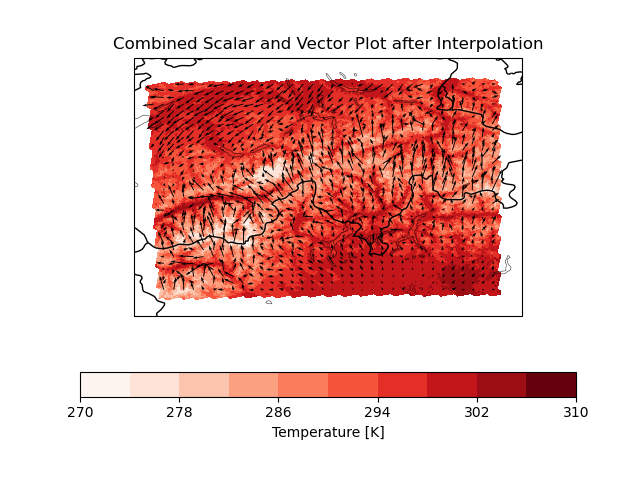 Combined Scalar and Vector Plot after Interpolation
270 278 286 294 302 310
Temperature [K]